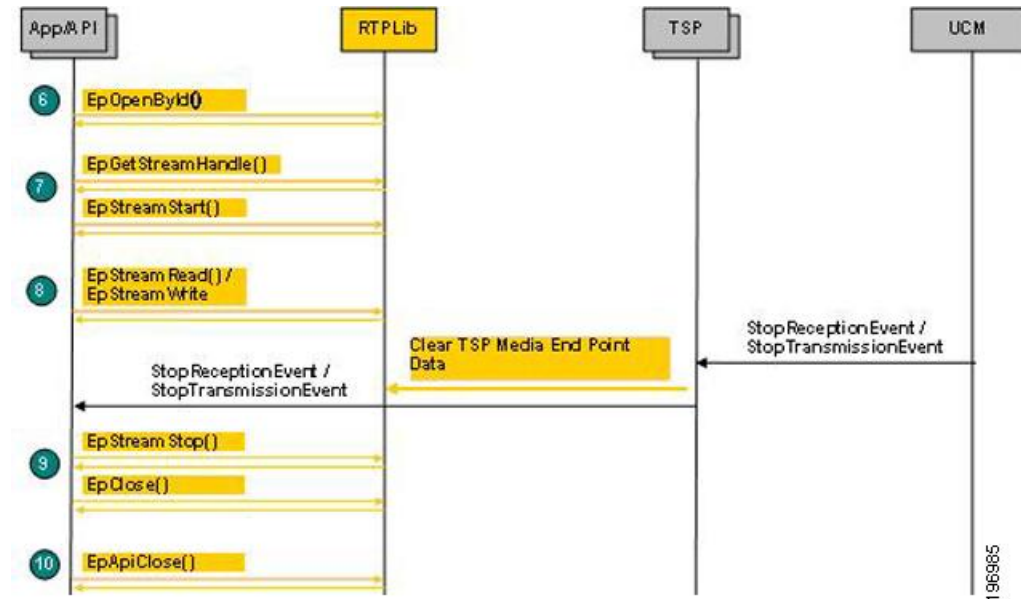 App/API
RTPLib
TSP
UCM
6
EpOpenById()
EpGetStreamHandle()
7
EpStreamStart()
8
EpStreamRead() /
EpStreamWrite
StopReceptionEvent /
StopTransmissionEvent
Clear TSP Media End Point
Data
StopReceptionEvent /
StopTransmissionEvent
EpStreamStop()
9
EpClose()
10
EpApiClose()
196985